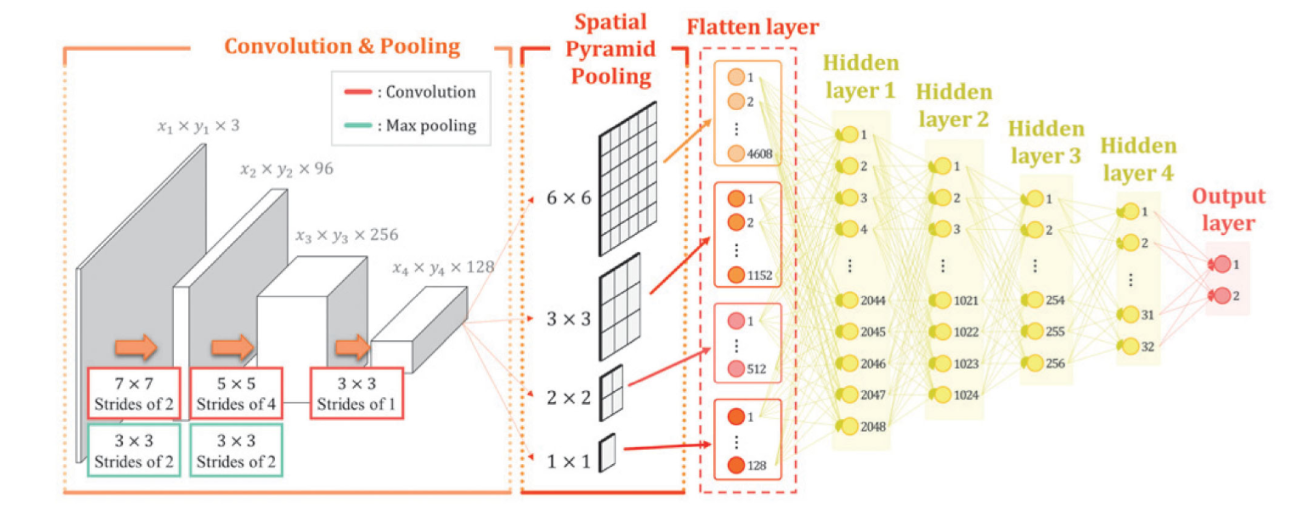 Convolution & Pooling
: Convolution
: Max pooling
x₁ × y₁ × 3
x₂ × y₂ × 96
x₃ × y₃ × 256
x₄ × y₄ × 128
7 × 7
Strides of 2
5 × 5
Strides of 4
3 × 3
Strides of 1
3 × 3
Strides of 2
3 × 3
Strides of 2
Spatial
Pyramid
Pooling
6 × 6
3 × 3
2 × 2
1 × 1
Flatten layer
1
2
⋮
4608
1
2
⋮
1152
1
⋮
512
1
⋮
128
Hidden
layer 1
1
2
3
4
⋮
2044
2045
2046
2047
2048
Hidden
layer 2
1
2
3
⋮
1021
1022
1023
1024
Hidden
layer 3
1
2
⋮
254
255
256
Hidden
layer 4
1
2
⋮
31
32
Output
layer
1
2